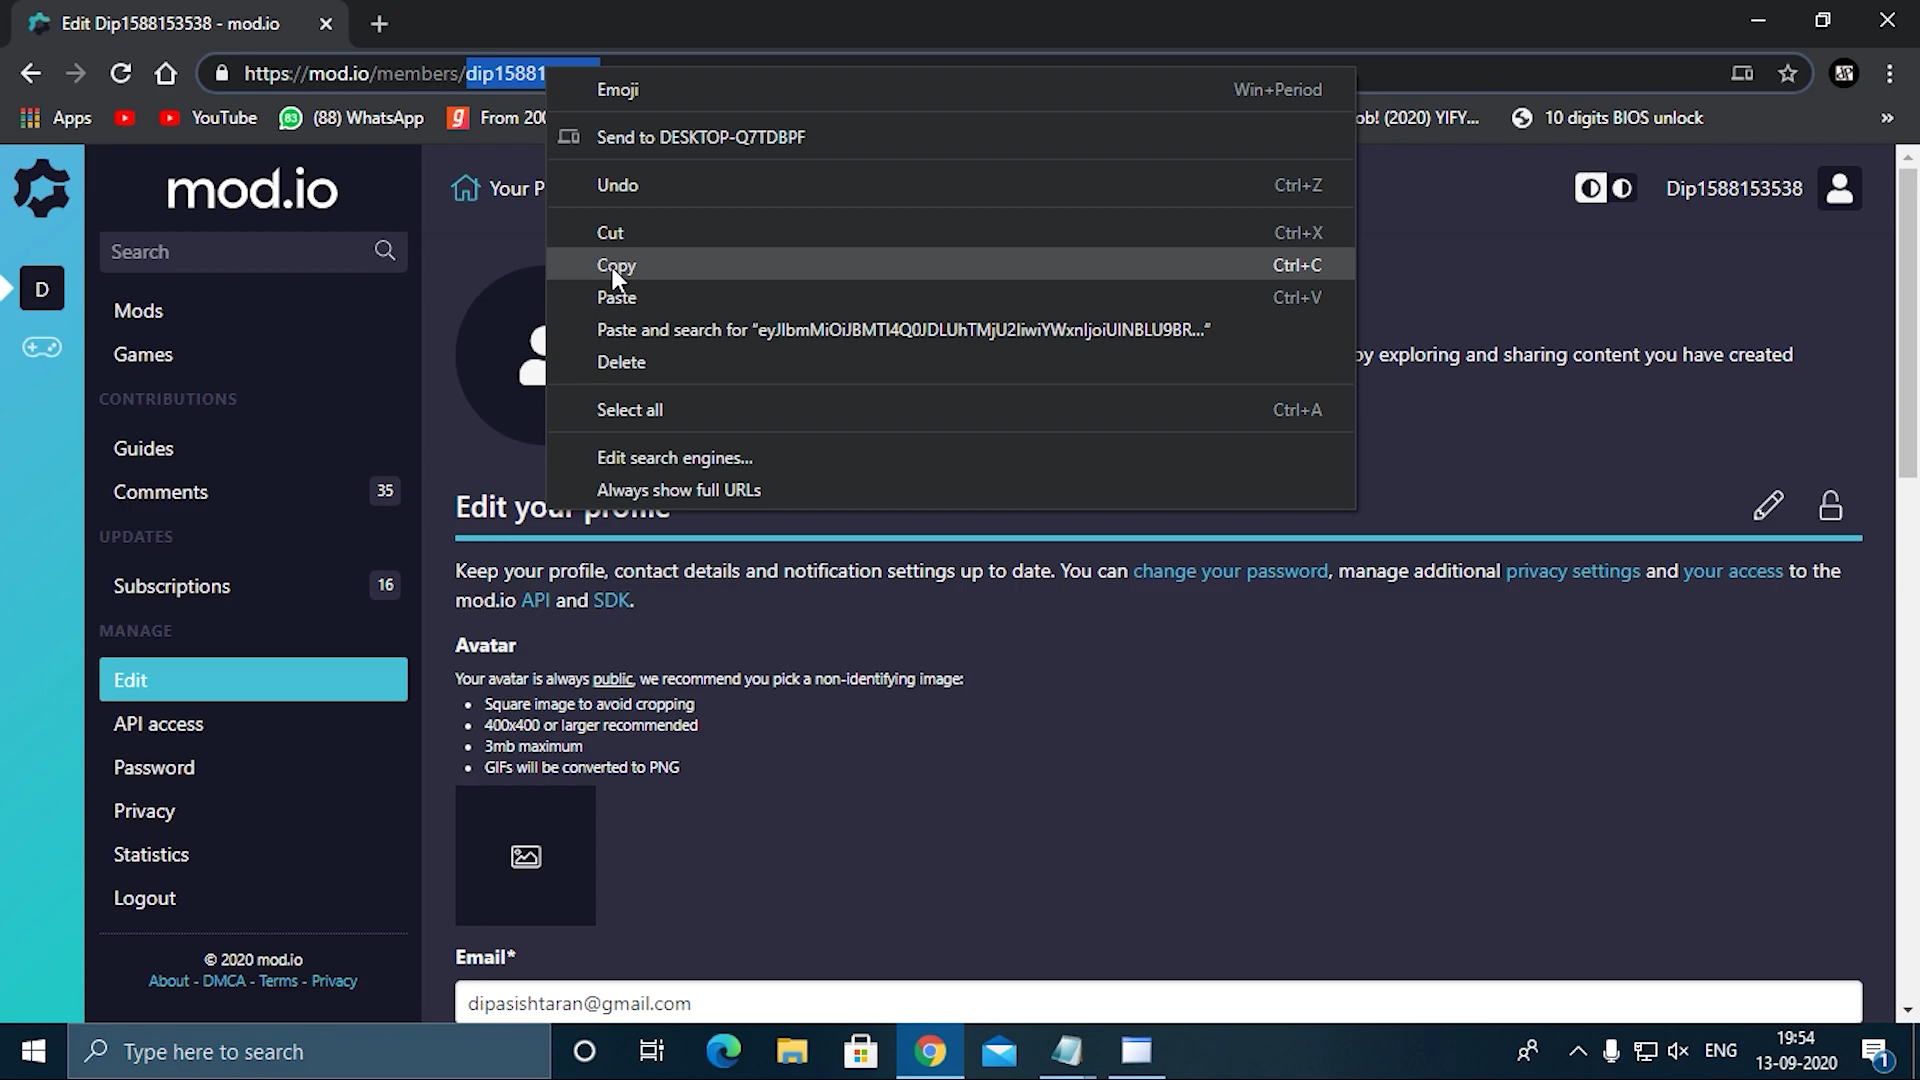 Edit Dip1588153538 - mod.io
https://mod.io/members/dip15881
Apps
YouTube
(88) WhatsApp
From 200
ob! (2020) YIFY...
10 digits BIOS unlock
»
Emoji Win+Period
Send to DESKTOP-Q7TDBPF
Undo Ctrl+Z
Cut Ctrl+X
Copy Ctrl+C
Paste Ctrl+V
Delete
Select all Ctrl+A
Edit search engines...
Always show full URLs
D
mod.io
Search
Mods
Games
CONTRIBUTIONS
Guides
Comments 35
UPDATES
Subscriptions 16
MANAGE
Edit
API access
Password
Privacy
Statistics
Logout
© 2020 mod.io
About - DMCA - Terms - Privacy
Your P
Dip1588153538
by exploring and sharing content you have created
Edit your profile
Keep your profile, contact details and notification settings up to date. You can change your password, manage additional privacy settings and your access to the
mod.io API and SDK.
Avatar
Your avatar is always public, we recommend you pick a non-identifying image:
• Square image to avoid cropping
• 400x400 or larger recommended
• 3mb maximum
• GIFs will be converted to PNG
Email*
dipasishtaran@gmail.com
Type here to search
ENG
19:54
13-09-2020
1